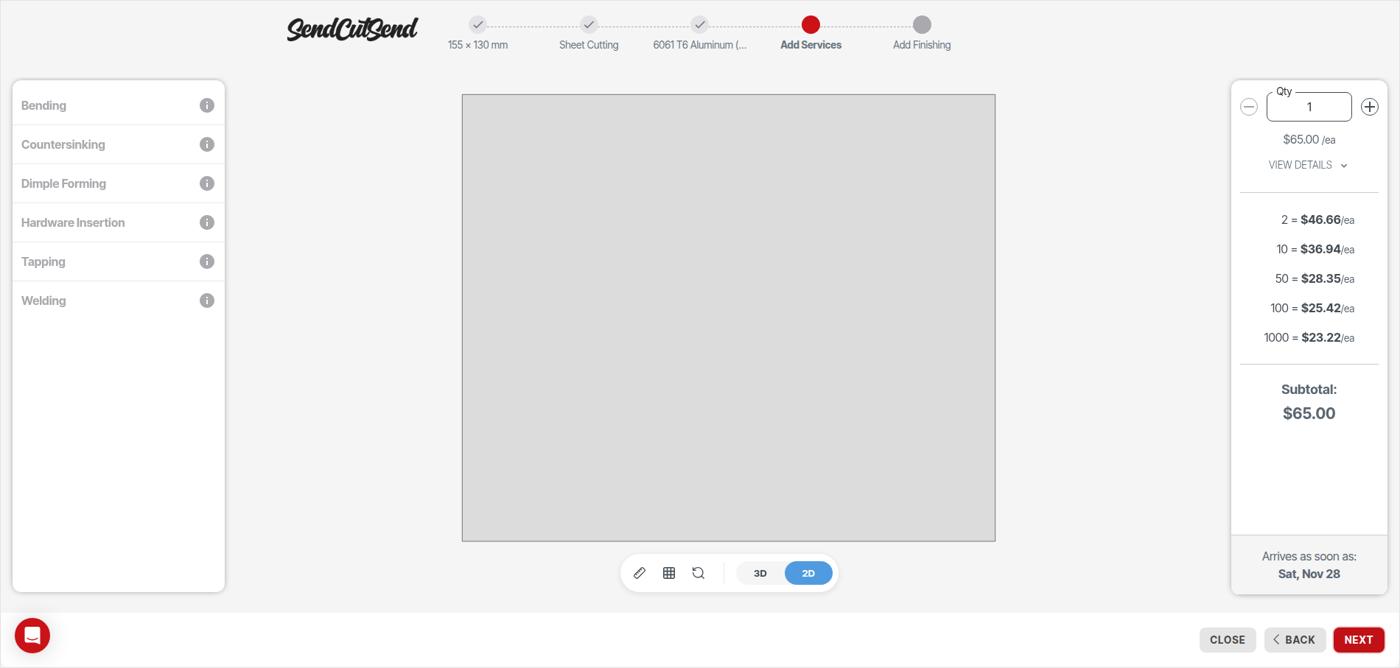 SendCutSend
155 × 130 mm
Sheet Cutting
6061 T6 Aluminum (...
Add Services
Add Finishing
Bending
Countersinking
Dimple Forming
Hardware Insertion
Tapping
Welding
3D
2D
Qty
1
$65.00 /ea
VIEW DETAILS
2 = $46.66/ea
10 = $36.94/ea
50 = $28.35/ea
100 = $25.42/ea
1000 = $23.22/ea
Subtotal:
$65.00
Arrives as soon as:
Sat, Nov 28
CLOSE
BACK
NEXT